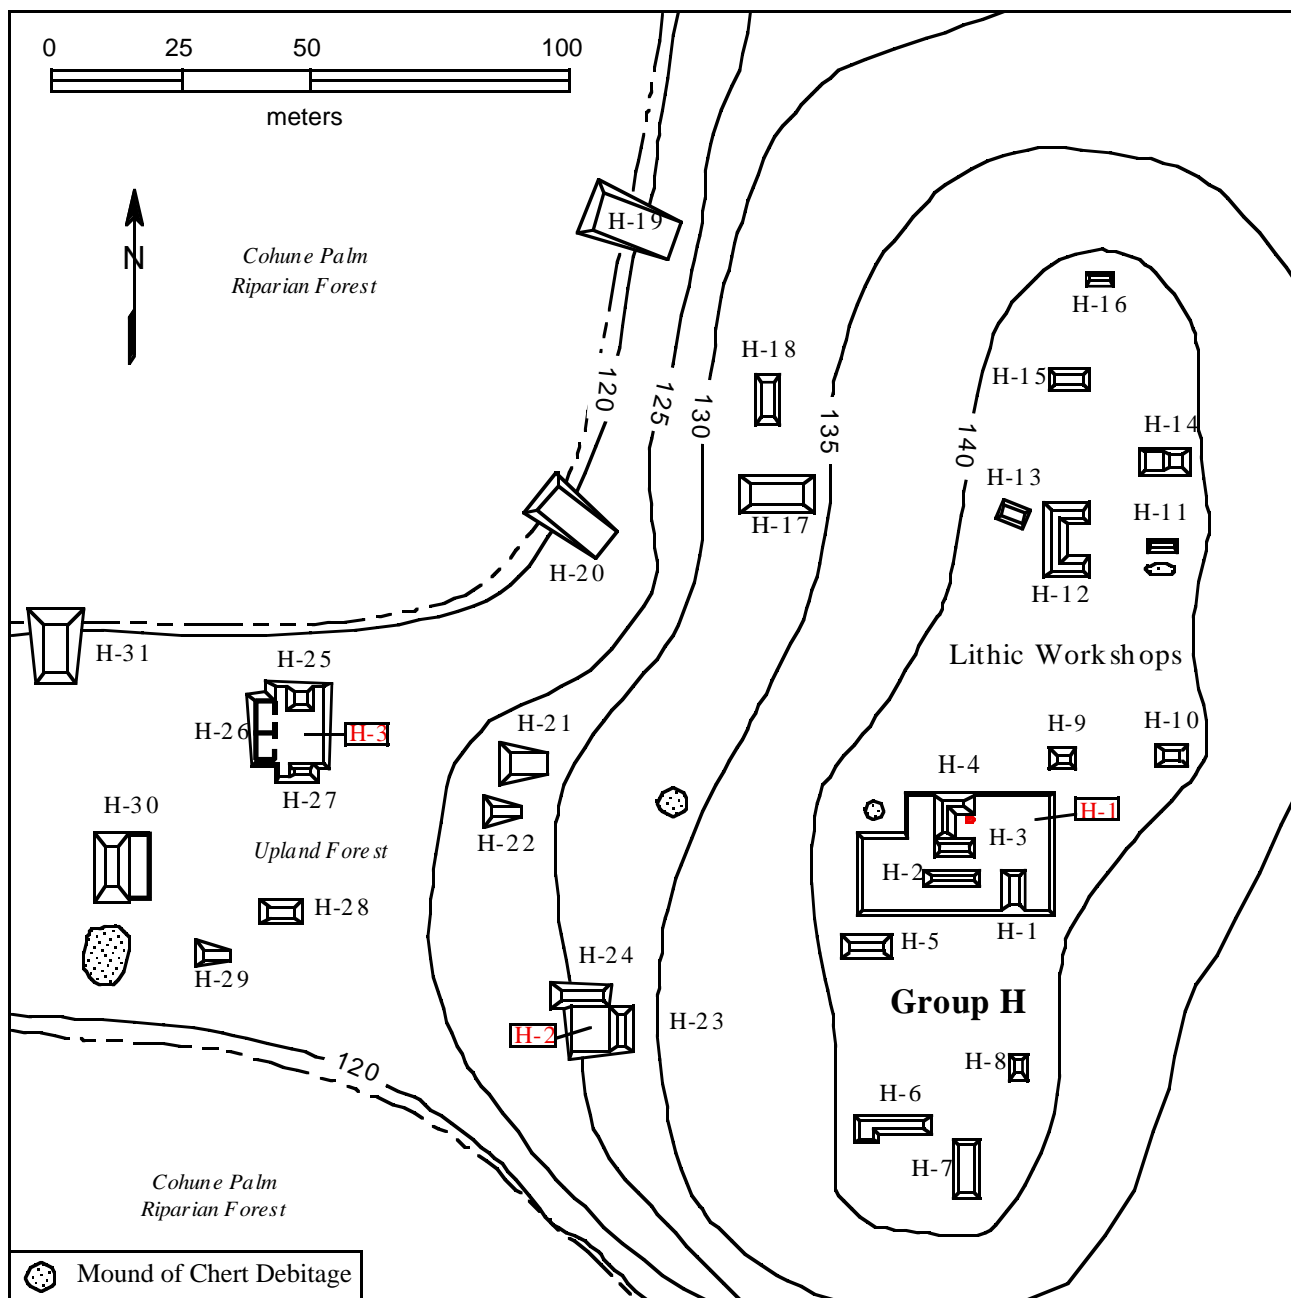 0 25 50 100
meters
H-19
N
Cohune Palm
Riparian Forest
H-16
H-18
H-15
120
125
130
135
140
H-14
H-13
H-11
H-17
H-20
H-12
H-31
H-25
Lithic Workshops
H-26
H-3
H-21
H-9
H-10
H-27
H-4
H-30
H-1
H-22
H-3
Upland Forest
H-2
H-28
H-1
H-5
H-29
H-24
Group H
H-2
H-23
120
H-8
H-6
H-7
Cohune Palm
Riparian Forest
Mound of Chert Debitage